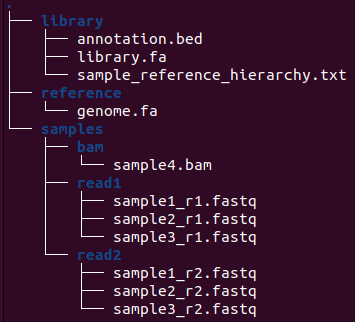 .
library
annotation.bed
library.fa
sample_reference_hierarchy.txt
reference
genome.fa
samples
bam
sample4.bam
read1
sample1_r1.fastq
sample2_r1.fastq
sample3_r1.fastq
read2
sample1_r2.fastq
sample2_r2.fastq
sample3_r2.fastq